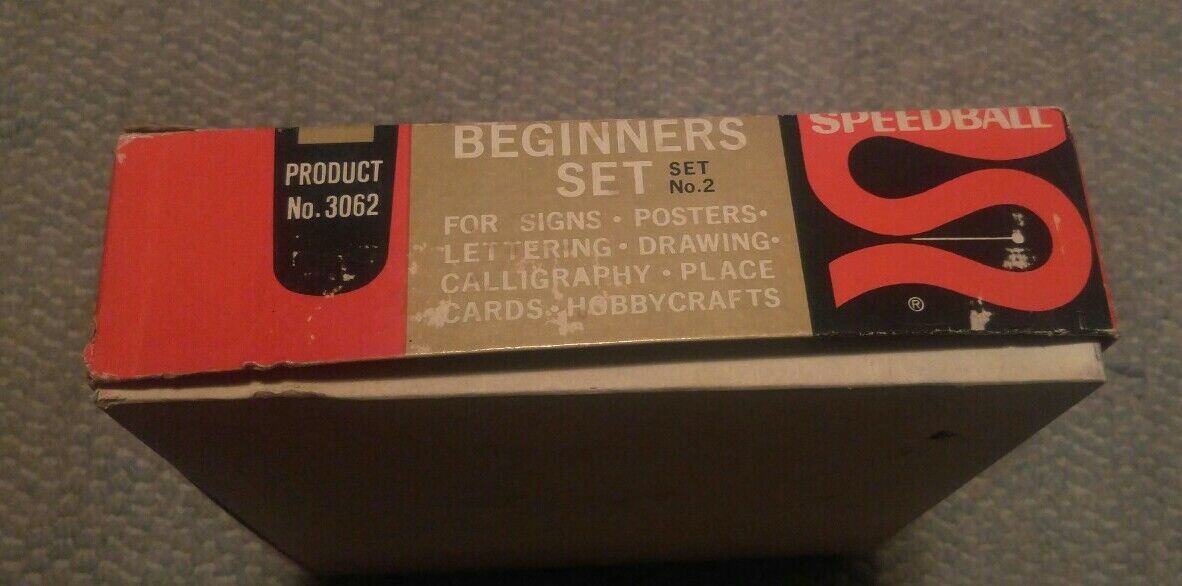 PRODUCT
No. 3062
BEGINNERS
SET SET
No.2
FOR SIGNS • POSTERS•
LETTERING • DRAWING•
CALLIGRAPHY • PLACE
CARDS • HOBBYCRAFTS
SPEEDBALL
®